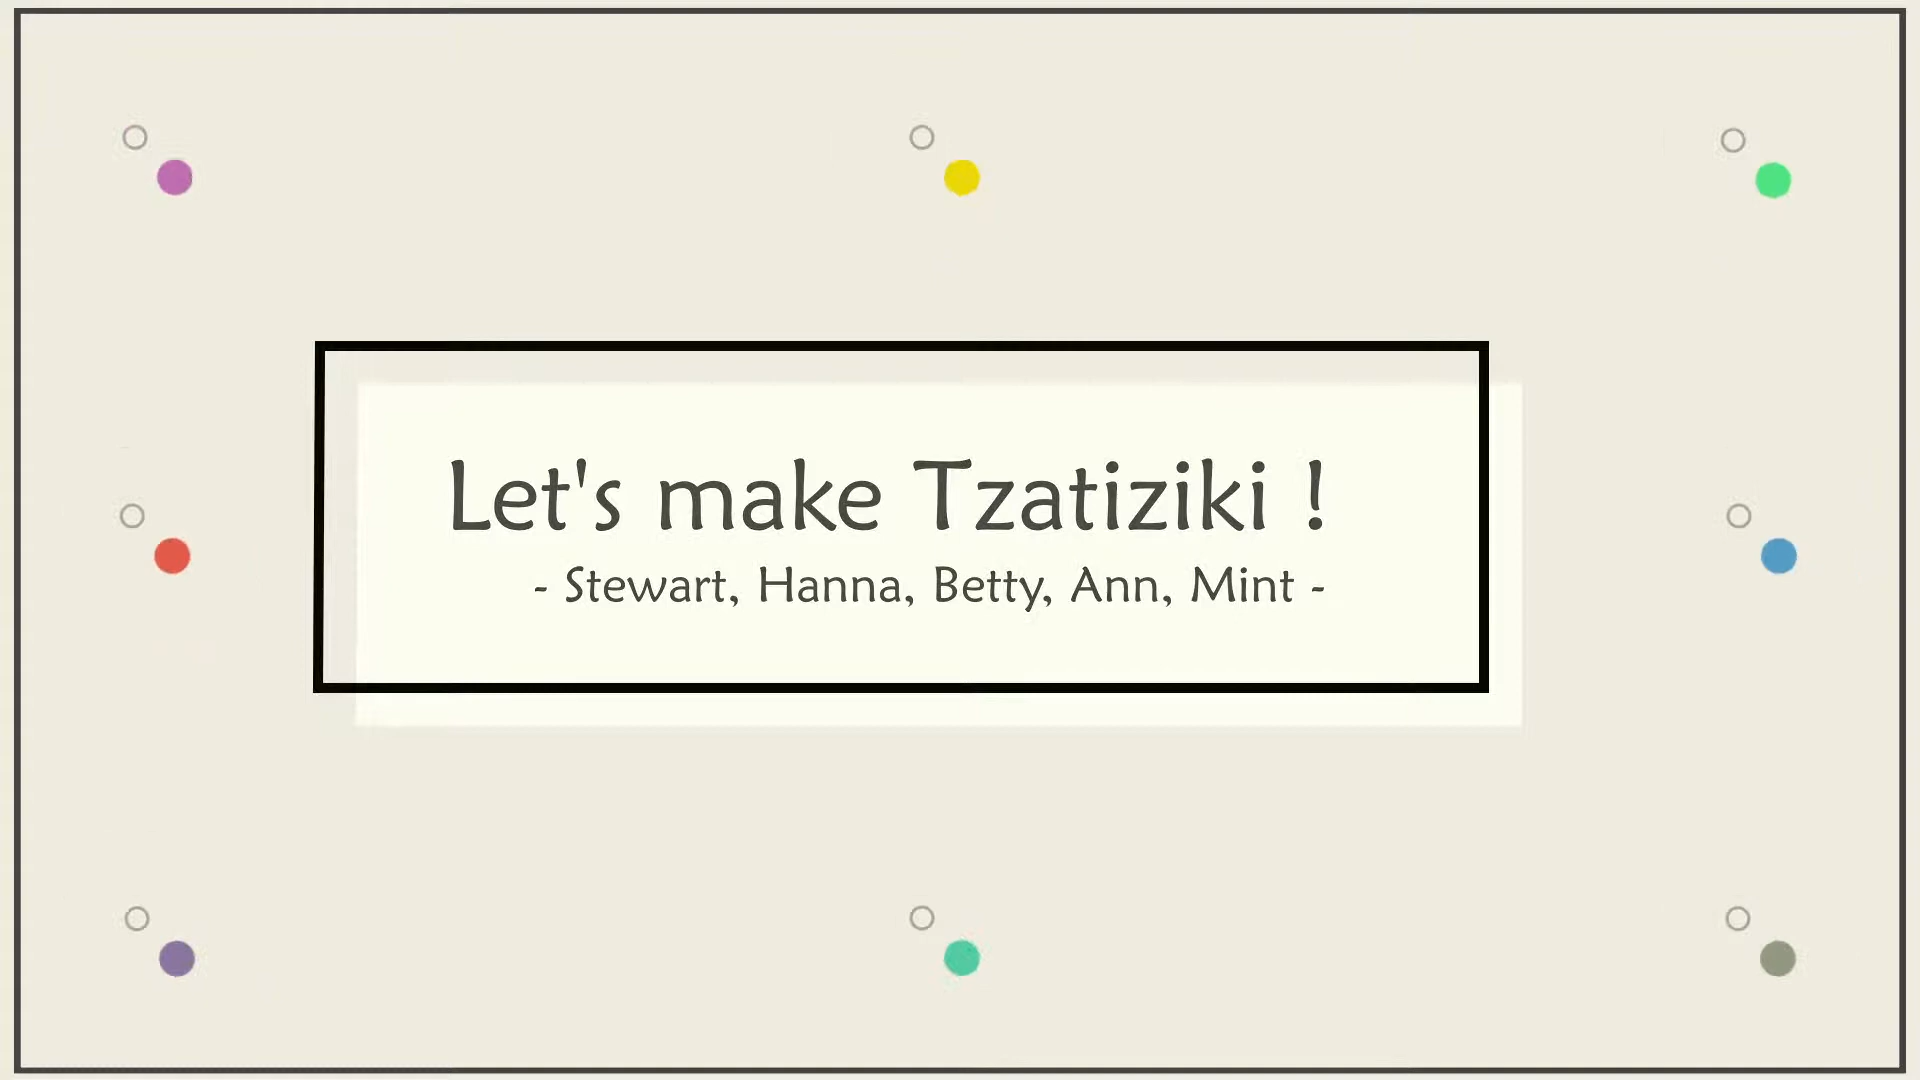 Let's make Tzatiziki !
- Stewart, Hanna, Betty, Ann, Mint -